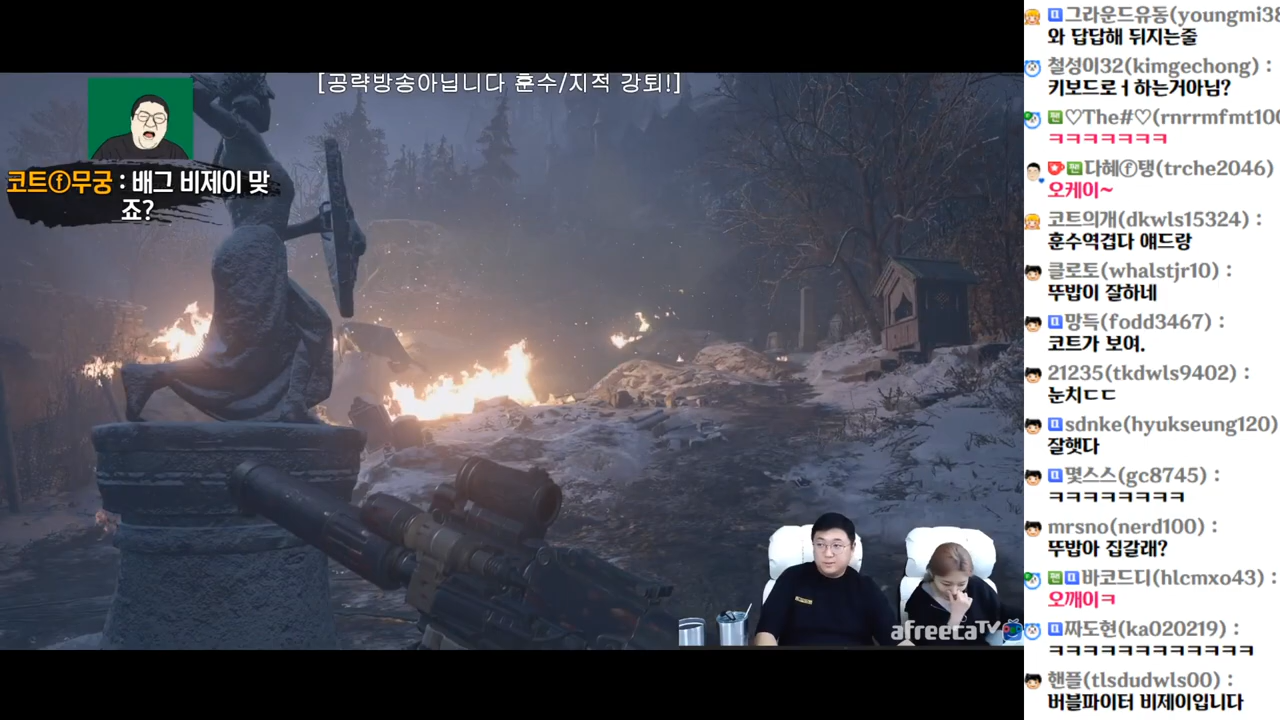 [공략방송아닙니다 훈수/지적 강퇴!]
코트ⓕ무궁 : 배그 비제이 맞
죠?
afreecaTV
그라운드유동(youngmi38
와 답답해 뒤지는줄
철성이32(kimgechong) :
키보드로ㅕ하는거아님?
팬 ♡The#♡(rnrrmfmt100
ㅋㅋㅋㅋㅋㅋㅋ
팬 다혜ⓕ탱(trche2046)
오케이~
코트의개(dkwls15324) :
훈수역겹다 얘드랑
클로토(whalstjr10) :
뚜밥이 잘하네
망득(fodd3467) :
코트가 보여.
21235(tkdwls9402) :
눈치ㄷㄷ
sdnke(hyukseung120)
잘햇다
몇스스(gc8745) :
ㅋㅋㅋㅋㅋㅋㅋㅋ
mrsno(nerd100) :
뚜밥아 집갈래?
팬 바코드디(hlcmxo43) :
오깨이ㅋ
짜도현(ka020219) :
ㅋㅋㅋㅋㅋㅋㅋㅋㅋㅋㅋㅋ
핸플(tlsdudwls00) :
버블파이터 비제이입니다